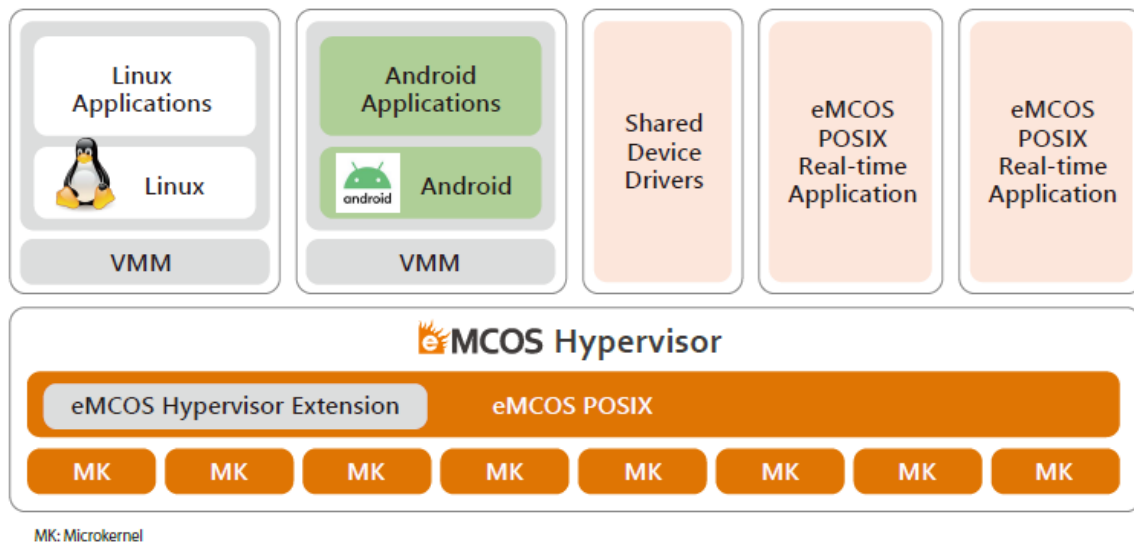 Linux
Applications
Linux
VMM
Android
Applications
android
Android
VMM
Shared
Device
Drivers
eMCOS
POSIX
Real-time
Application
eMCOS
POSIX
Real-time
Application
eMCOS Hypervisor
eMCOS Hypervisor Extension
eMCOS POSIX
MK MK MK MK MK MK MK MK
MK: Microkernel